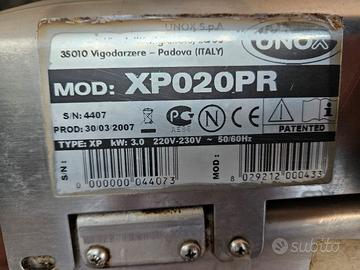 UNOX S.p.A.
35010 Vigodarzere - Padova (ITALY)
UNOX
MOD: XP020PR
S/N: 4407
PROD: 30/03/2007
AE56
PATENTED
TYPE: XP kW: 3.0 220V-230V ~ 50/60Hz
S.N.:
0 000000 044073
MOD.:
8 029212 000433
subito